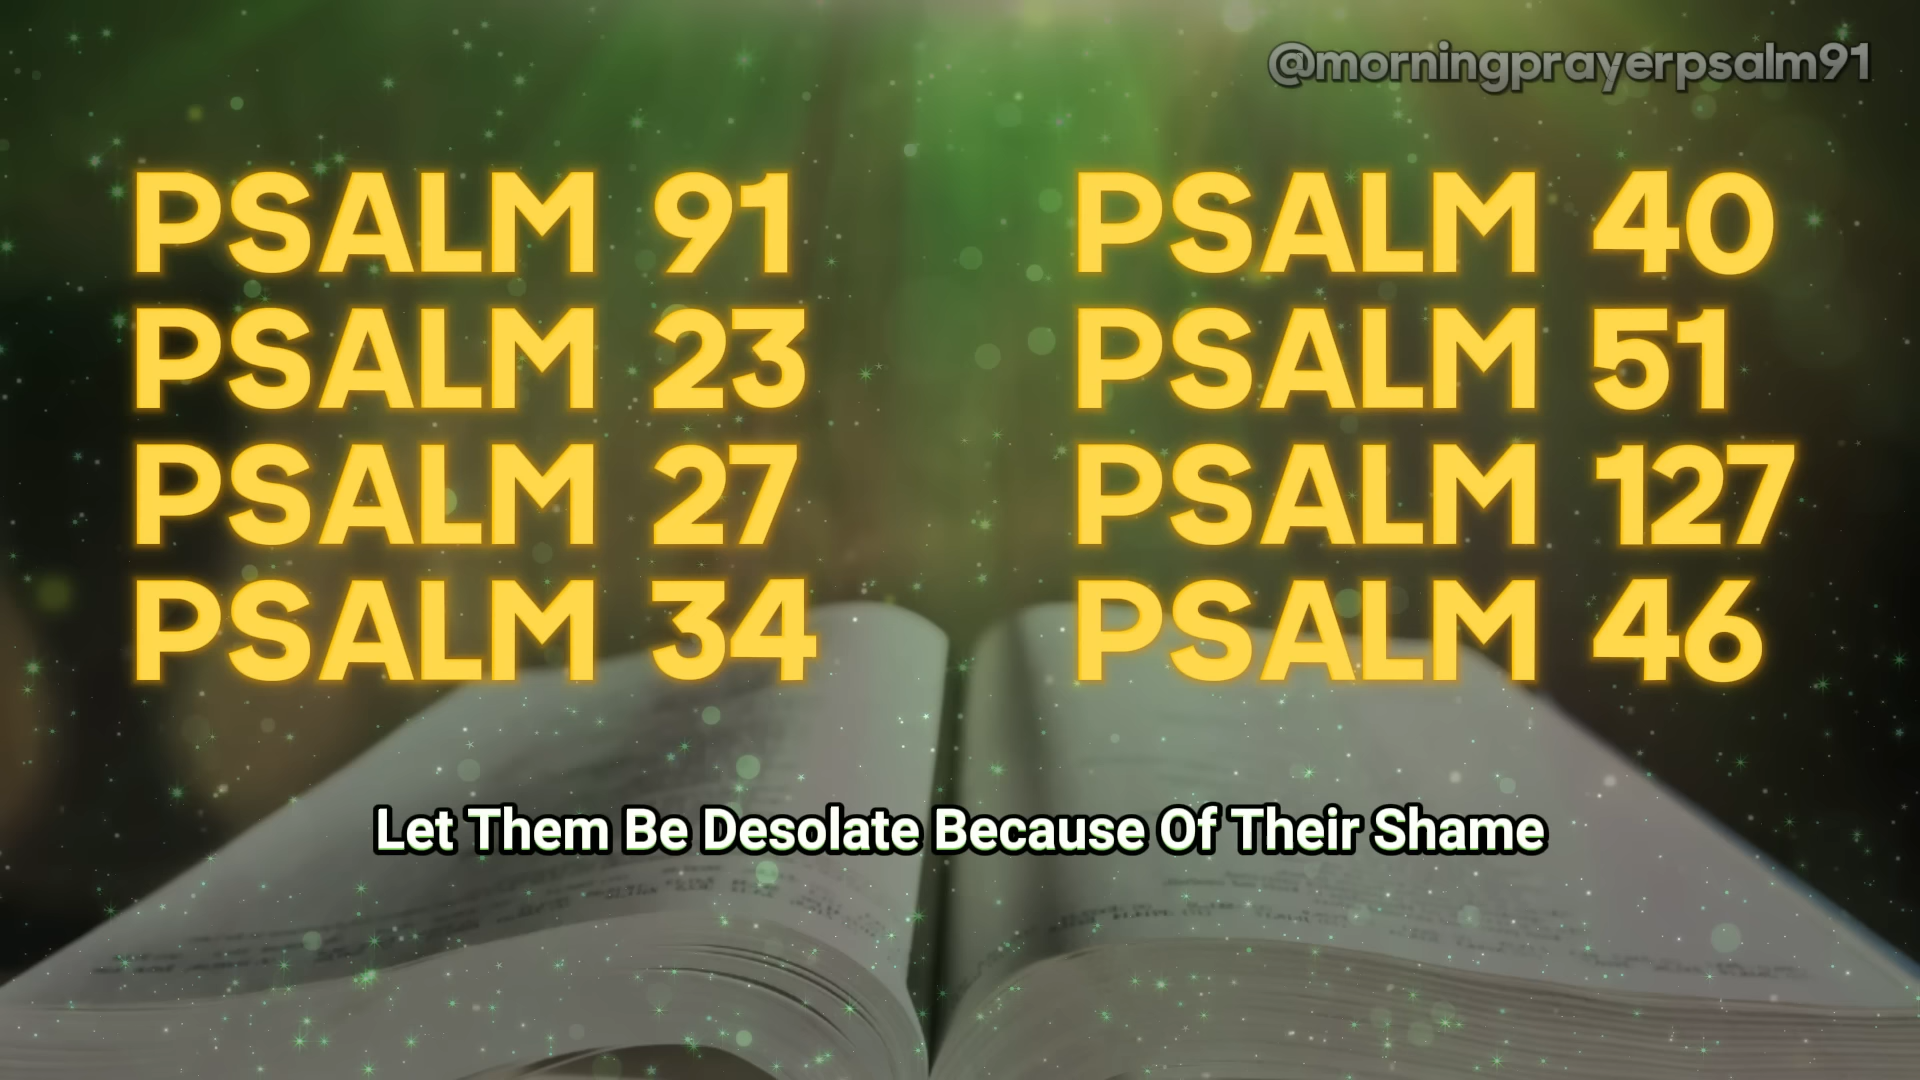 @morningprayerpsalm91
PSALM 91
PSALM 23
PSALM 27
PSALM 34
PSALM 40
PSALM 51
PSALM 127
PSALM 46
Let Them Be Desolate Because Of Their Shame